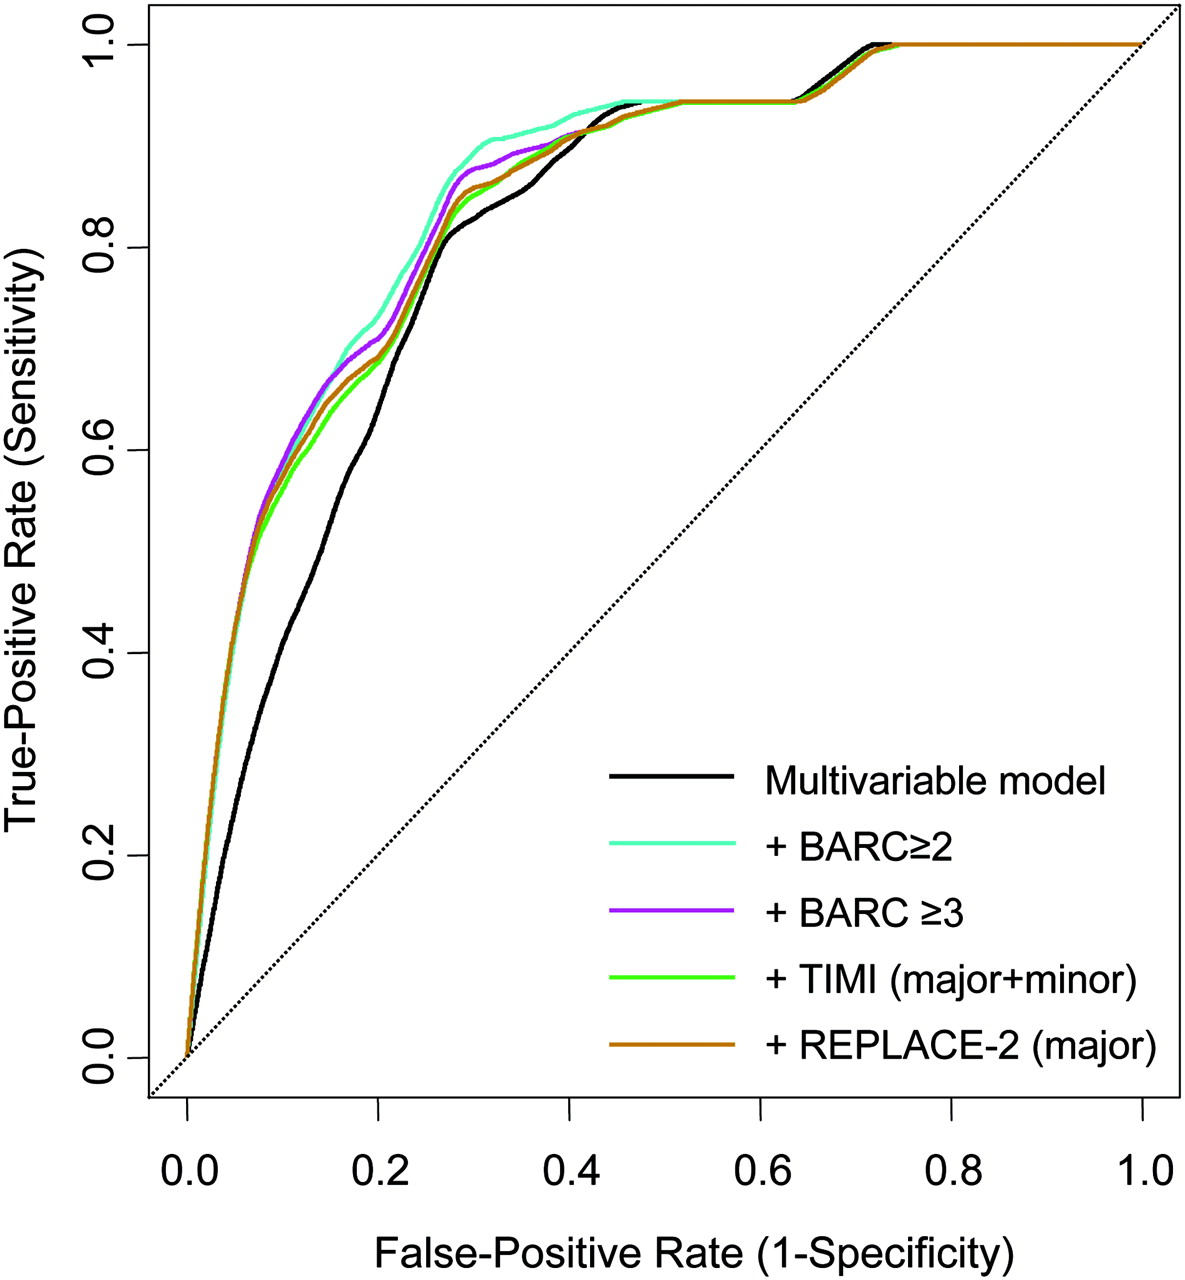 True-Positive Rate (Sensitivity)
1.0
0.8
0.6
0.4
0.2
0.0
Multivariable model
+ BARC≥2
+ BARC ≥3
+ TIMI (major+minor)
+ REPLACE-2 (major)
0.0 0.2 0.4 0.6 0.8 1.0
False-Positive Rate (1-Specificity)